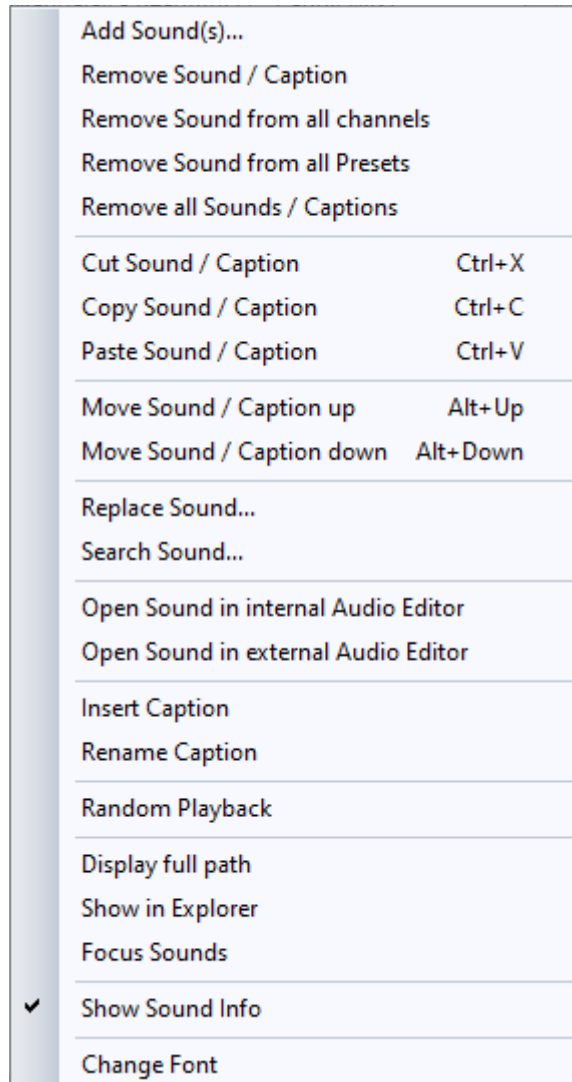 Add Sound(s)...
Remove Sound / Caption
Remove Sound from all channels
Remove Sound from all Presets
Remove all Sounds / Captions
Cut Sound / Caption Ctrl+X
Copy Sound / Caption Ctrl+C
Paste Sound / Caption Ctrl+V
Move Sound / Caption up Alt+Up
Move Sound / Caption down Alt+Down
Replace Sound...
Search Sound...
Open Sound in internal Audio Editor
Open Sound in external Audio Editor
Insert Caption
Rename Caption
Random Playback
Display full path
Show in Explorer
Focus Sounds
Show Sound Info
Change Font